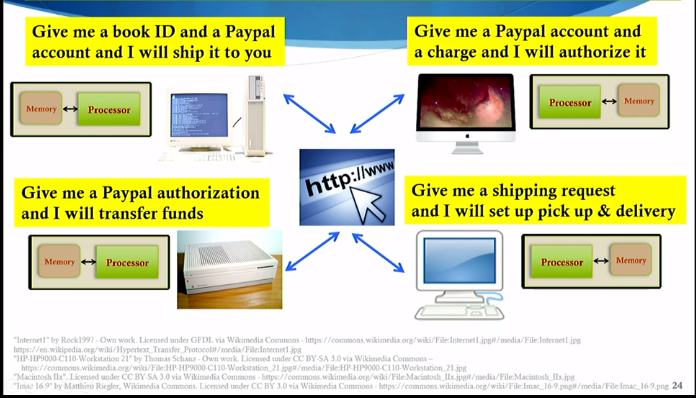 Give me a book ID and a Paypal
account and I will ship it to you
Give me a Paypal account and
a charge and I will authorize it
Memory
Processor
Processor
Memory
http://www
Give me a Paypal authorization
and I will transfer funds
Give me a shipping request
and I will set up pick up & delivery
Memory
Processor
Processor
Memory
"Internet1" by Rock1997 - Own work. Licensed under GFDL via Wikimedia Commons - https://commons.wikimedia.org/wiki/File:Internet1.jpg#/media/File:Internet1.jpg
https://en.wikipedia.org/wiki/Hypertext_Transfer_Protocol#/media/File:Internet1.jpg
"HP-HP9000-C110-Workstation 21" by Thomas Schanz - Own work. Licensed under CC BY-SA 3.0 via Wikimedia Commons –
https://commons.wikimedia.org/wiki/File:HP-HP9000-C110-Workstation_21.jpg#/media/File:HP-HP9000-C110-Workstation_21.jpg
"Macintosh IIx". Licensed under CC BY-SA 3.0 via Wikimedia Commons - https://commons.wikimedia.org/wiki/File:Macintosh_IIx.jpg#/media/File:Macintosh_IIx.jpg
"Imac 16-9" by Matthieu Riegler, Wikimedia Commons. Licensed under CC BY 3.0 via Wikimedia Commons - https://commons.wikimedia.org/wiki/File:Imac_16-9.png#/media/File:Imac_16-9.png
24